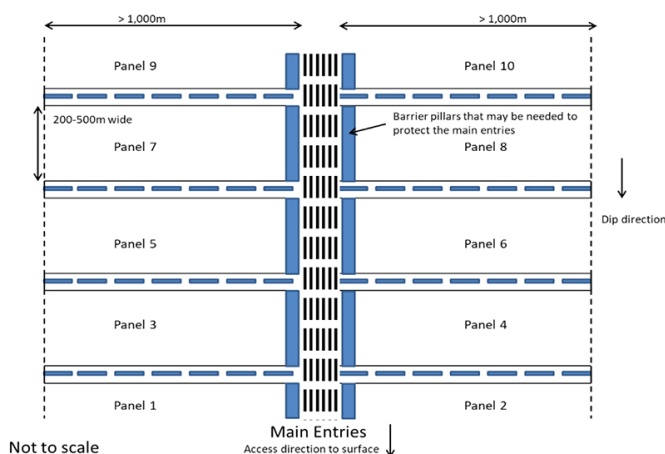 > 1,000m
> 1,000m
Panel 9
Panel 10
200-500m wide
Barrier pillars that may be needed to
protect the main entries
Panel 7
Panel 8
Dip direction
Panel 5
Panel 6
Panel 3
Panel 4
Panel 1
Panel 2
Main Entries
Not to scale
Access direction to surface